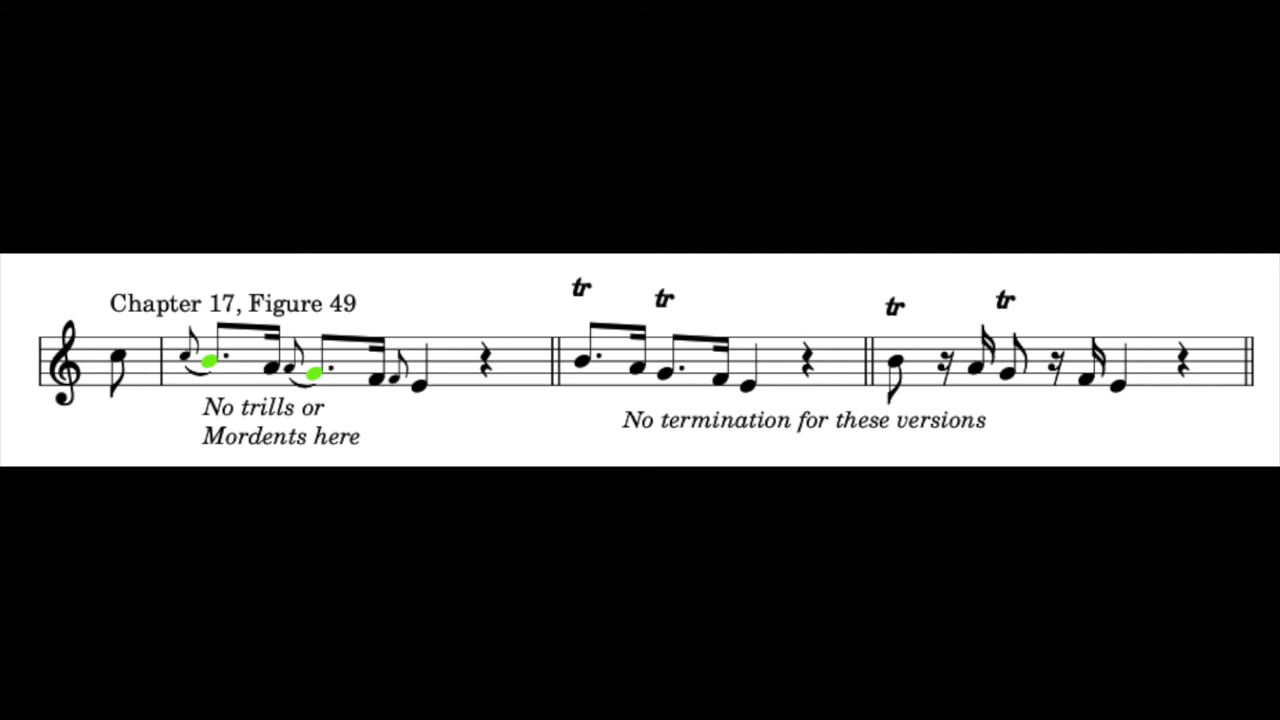 Chapter 17, Figure 49
tr tr
tr tr
No trills or
Mordents here
No termination for these versions